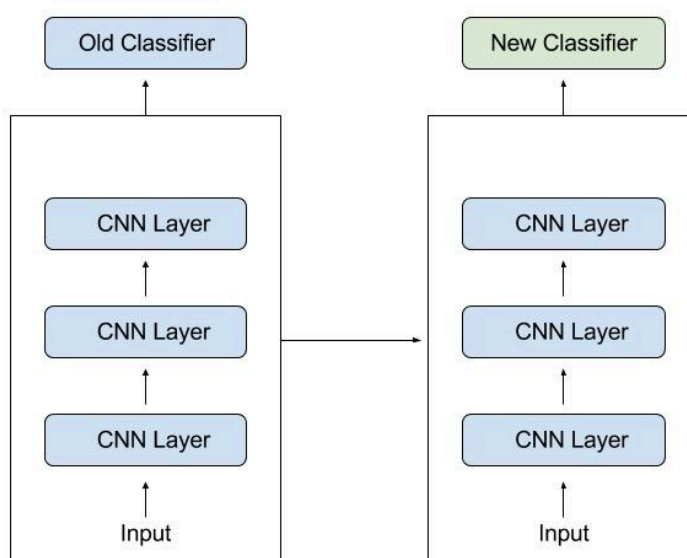 Old Classifier
CNN Layer
CNN Layer
CNN Layer
Input
New Classifier
CNN Layer
CNN Layer
CNN Layer
Input